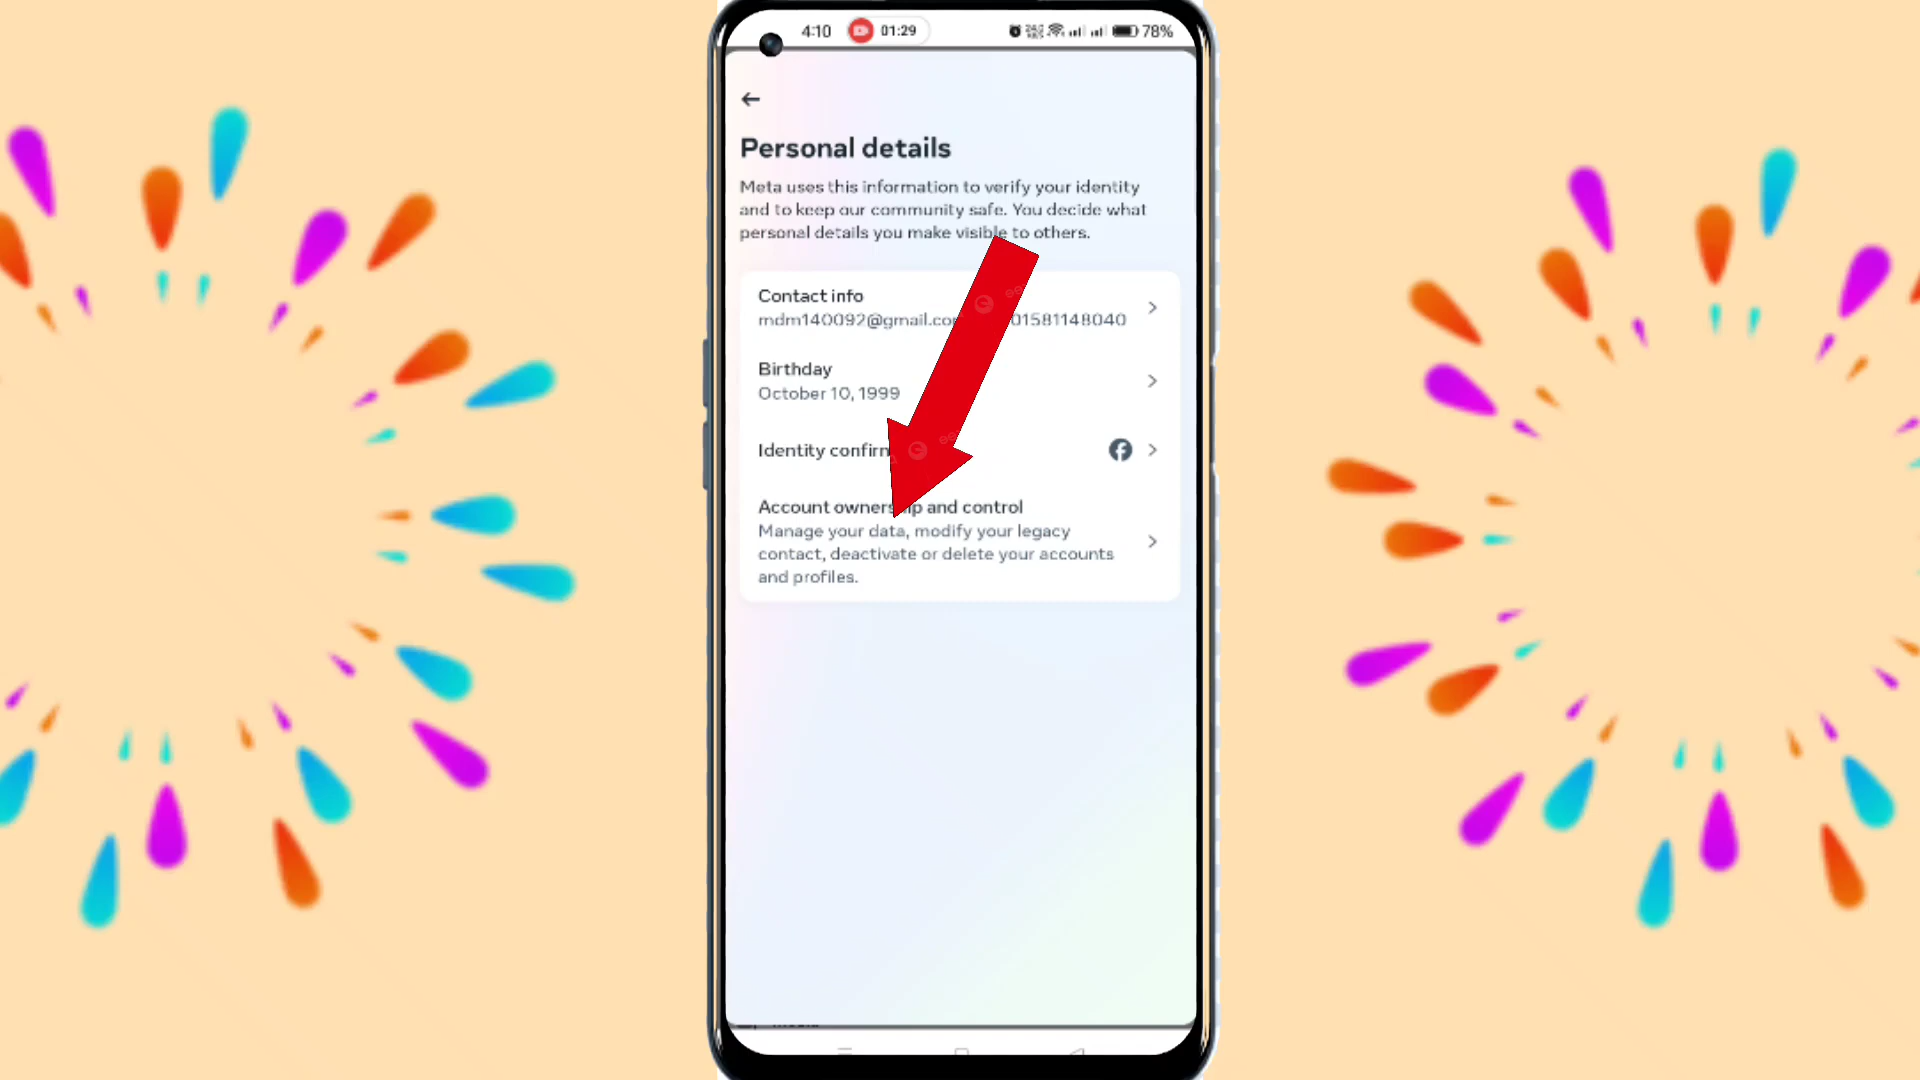 4:10 01:29 78%
Personal details
Meta uses this information to verify your identity
and to keep our community safe. You decide what
personal details you make visible to others.
Contact info
mdm140092@gmail.co 01581148040
Birthday
October 10, 1999
Identity confirm
Account ownership and control
Manage your data, modify your legacy
contact, deactivate or delete your accounts
and profiles.